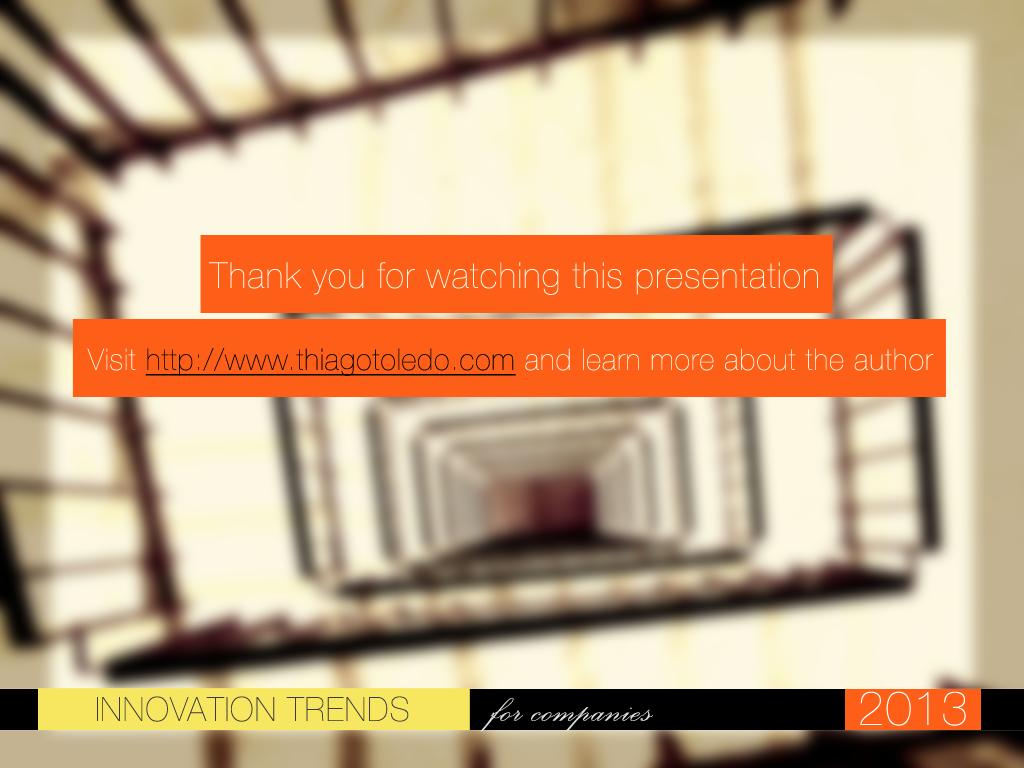 Thank you for watching this presentation
Visit http://www.thiagotoledo.com and learn more about the author
INNOVATION TRENDS for companies 2013